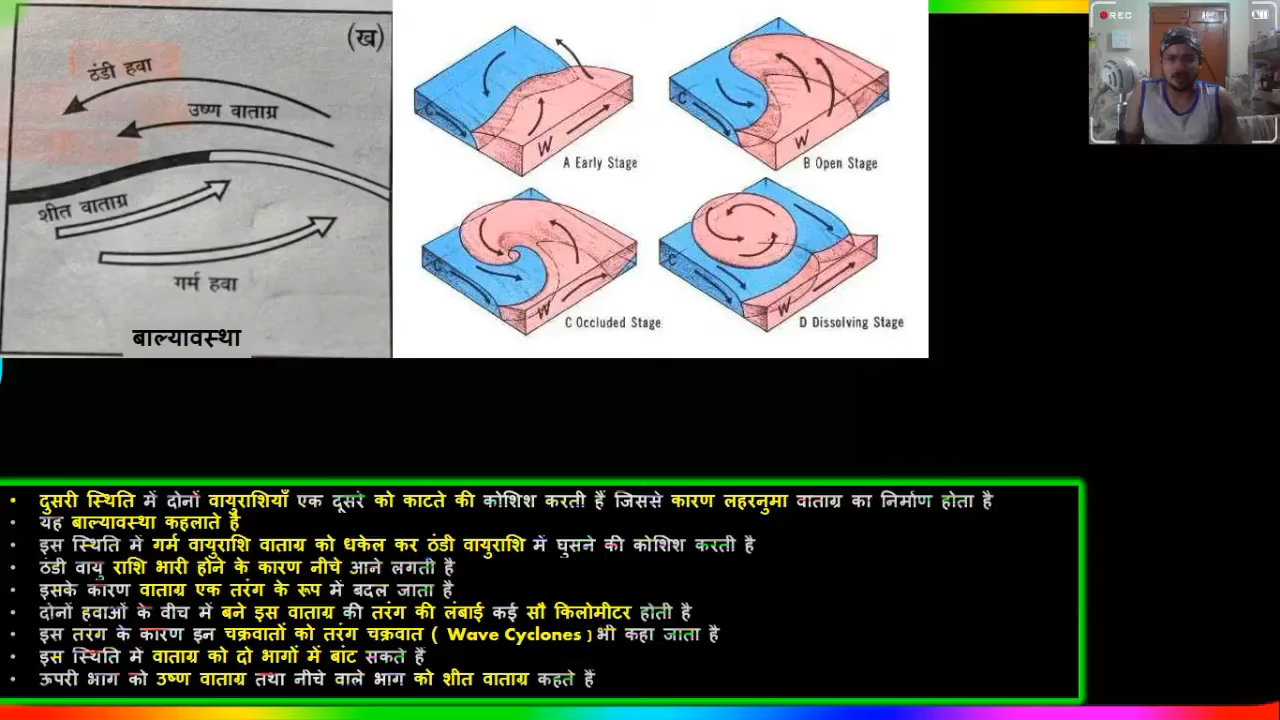 (ख)
ठंडी हवा
उष्ण वाताग्र
शीत वाताग्र
गर्म हवा
बाल्यावस्था
C
W
A Early Stage
C
W
B Open Stage
C
W
C Occluded Stage
C
W
D Dissolving Stage
REC
• दुसरी स्थिति में दोनों वायुराशियाँ एक दूसरे को काटते की कोशिश करती हैं जिससे कारण लहरनुमा वाताग्र का निर्माण होता है
• यह बाल्यावस्था कहलाते है
• इस स्थिति में गर्म वायुराशि वाताग्र को धकेल कर ठंडी वायुराशि में घुसने की कोशिश करती है
• ठंडी वायु राशि भारी होने के कारण नीचे आने लगती है
• इसके कारण वाताग्र एक तरंग के रूप में बदल जाता है
• दोनों हवाओं के वीच में बने इस वाताग्र की तरंग की लंबाई कई सौ किलोमीटर होती है
• इस तरंग के कारण इन चक्रवातों को तरंग चक्रवात ( Wave Cyclones ) भी कहा जाता है
• इस स्थिति में वाताग्र को दो भागों में बांट सकते हैं
• ऊपरी भाग को उष्ण वाताग्र तथा नीचे वाले भाग को शीत वाताग्र कहते हैं